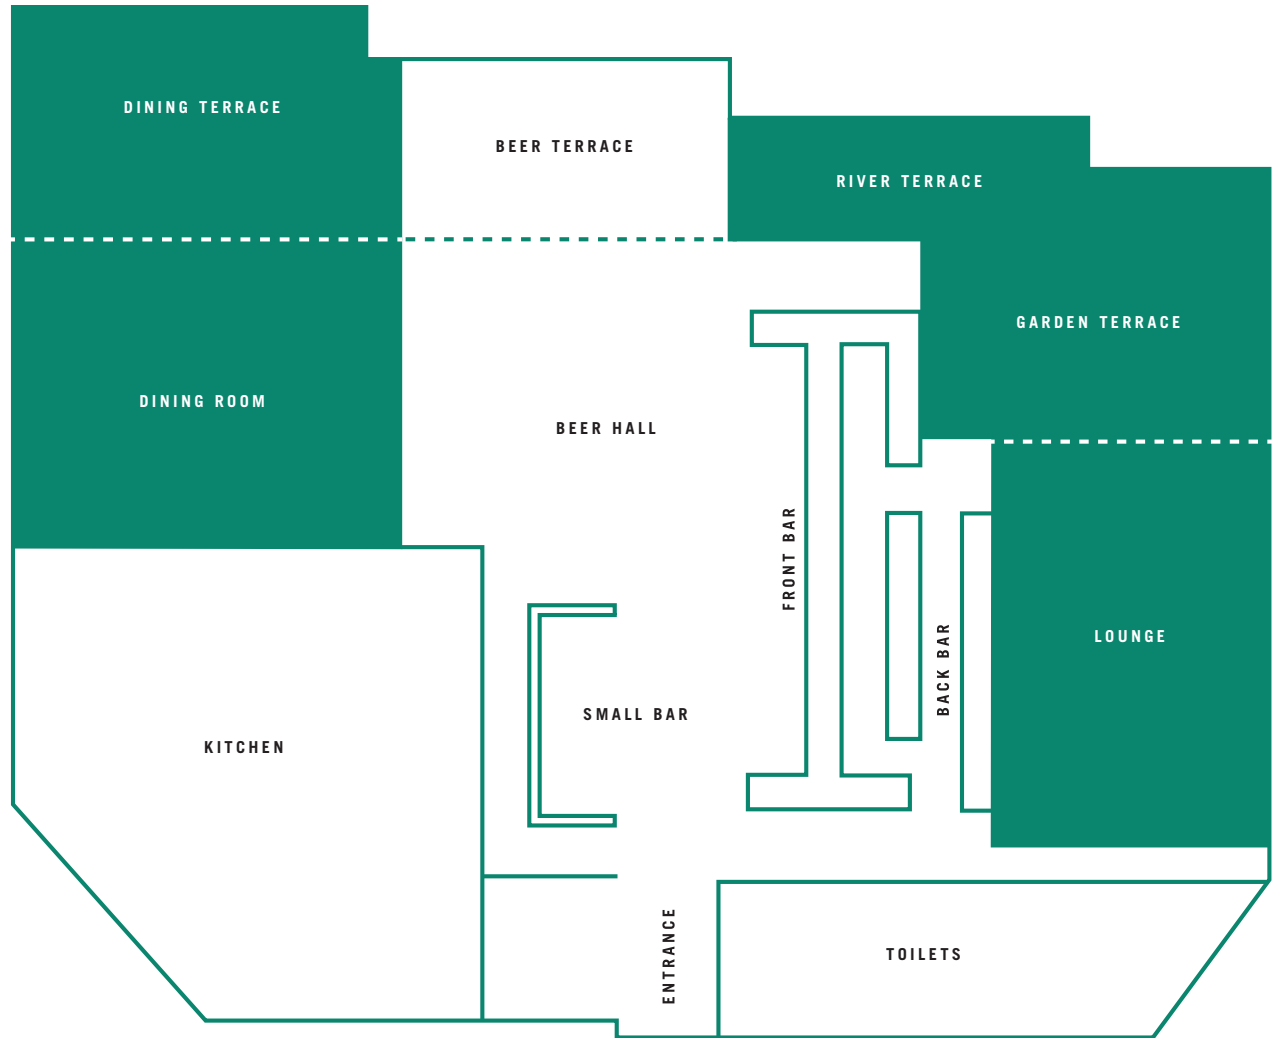 DINING TERRACE
BEER TERRACE
RIVER TERRACE
GARDEN TERRACE
DINING ROOM
BEER HALL
FRONT BAR
BACK BAR
LOUNGE
SMALL BAR
KITCHEN
ENTRANCE
TOILETS